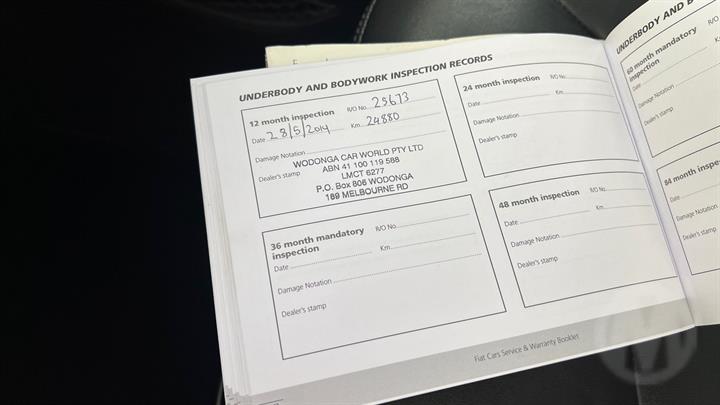 UNDERBODY AND BODYWORK INSPECTION RECORDS
12 month inspection R/O No. 25673
Date 28/5/2014 Km. 24880
Damage Notation
Dealer's stamp
WODONGA CAR WORLD PTY LTD
ABN 41 100 119 588
LMCT 6277
P.O. Box 806 WODONGA
189 MELBOURNE RD
24 month inspection R/O No.
Date Km.
Damage Notation
Dealer's stamp
36 month mandatory
inspection R/O No.
Date Km.
Damage Notation
Dealer's stamp
48 month inspection R/O No.
Date Km.
Damage Notation
Dealer's stamp
Fiat Cars Service & Warranty Booklet
UNDERBODY AND
60 month mandatory
inspection
Date
Damage Notation
Dealer's stamp
84 month
Date
Damage Notation
Dealer's stamp